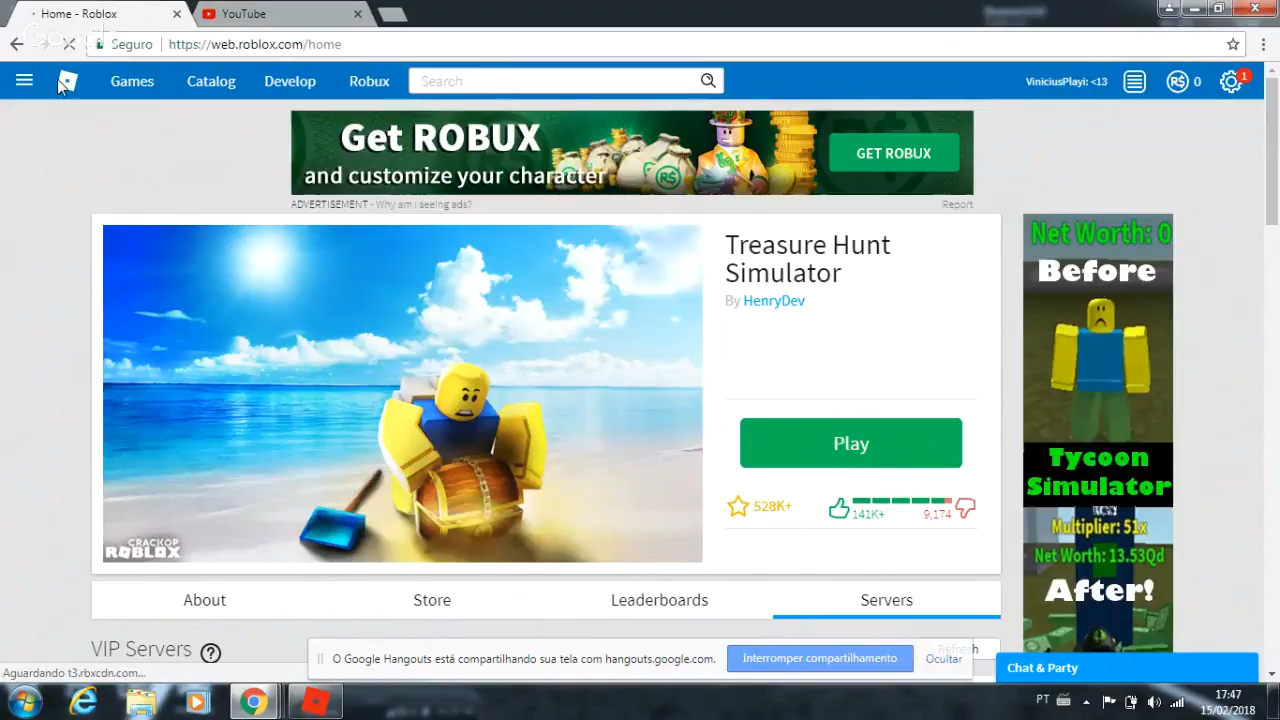 Home - Roblox
YouTube
Seguro
https://web.roblox.com/home
Games
Catalog
Develop
Robux
Search
ViniciusPlayi: <13
R$ 0
1
Get ROBUX
and customize your character
R$
GET ROBUX
ADVERTISEMENT - Why am I seeing ads?
Report
Treasure Hunt
Simulator
By HenryDev
Play
528K+
141K+
9,174
CRACKOP
ROBLOX
Net Worth: 0
Before
Tycoon
Simulator
Multiplier: 51x
Net Worth: 13.53Qd
After!
About
Store
Leaderboards
Servers
VIP Servers
Refresh
O Google Hangouts está compartilhando sua tela com hangouts.google.com.
Interromper compartilhamento
Ocultar
Chat & Party
Aguardando t3.rbxcdn.com...
PT
17:47
15/02/2018